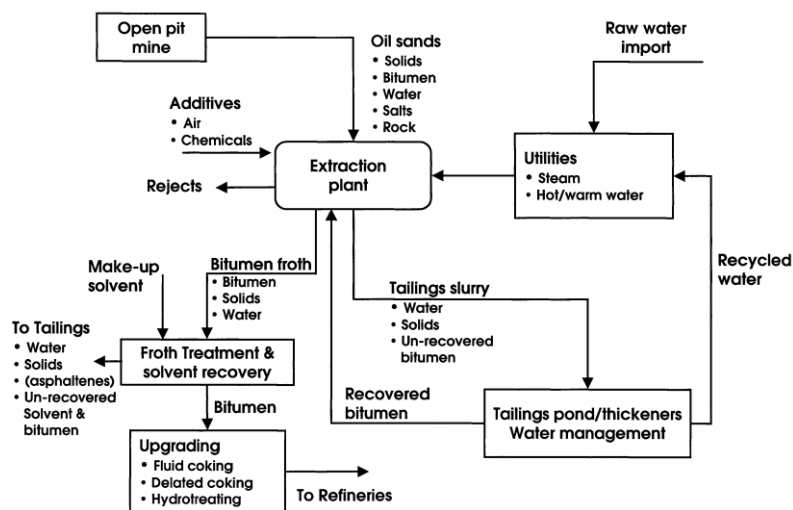 Open pit
mine
Oil sands
• Solids
• Bitumen
• Water
• Salts
• Rock
Raw water
import
Additives
• Air
• Chemicals
Extraction
plant
Utilities
• Steam
• Hot/warm water
Rejects
Recycled
water
Make-up
solvent
Bitumen froth
• Bitumen
• Solids
• Water
Tailings slurry
• Water
• Solids
• Un-recovered
bitumen
To Tailings
• Water
• Solids
• (asphaltenes)
• Un-recovered
Solvent &
bitumen
Froth Treatment &
solvent recovery
Bitumen
Recovered
bitumen
Tailings pond/thickeners
Water management
Upgrading
• Fluid coking
• Delated coking
• Hydrotreating
To Refineries